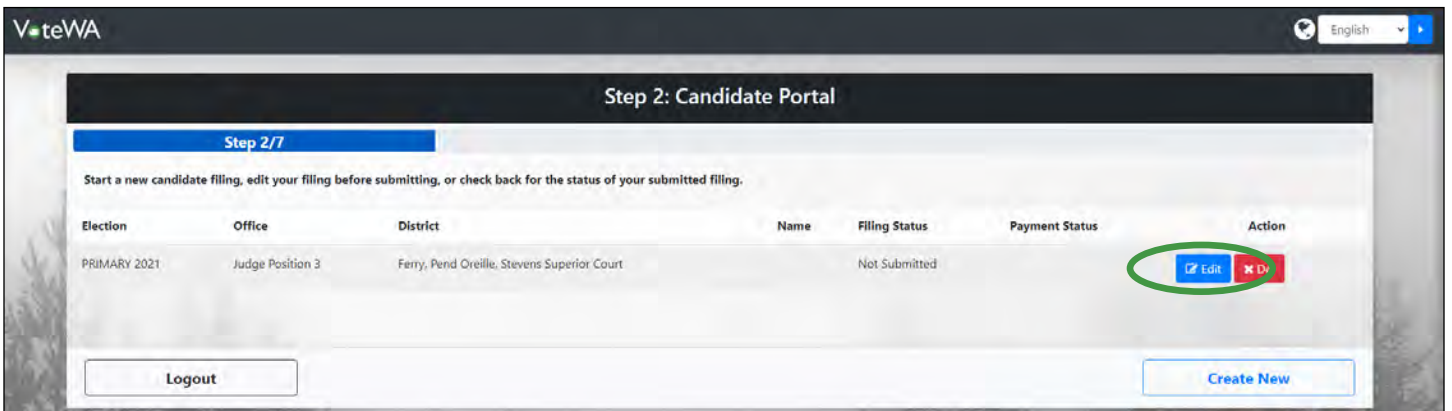 VoteWA
English
Step 2: Candidate Portal
Step 2/7
Start a new candidate filing, edit your filing before submitting, or check back for the status of your submitted filing.
Election Office District Name Filing Status Payment Status Action
PRIMARY 2021 Judge Position 3 Ferry, Pend Oreille, Stevens Superior Court Not Submitted Edit
Logout Create New